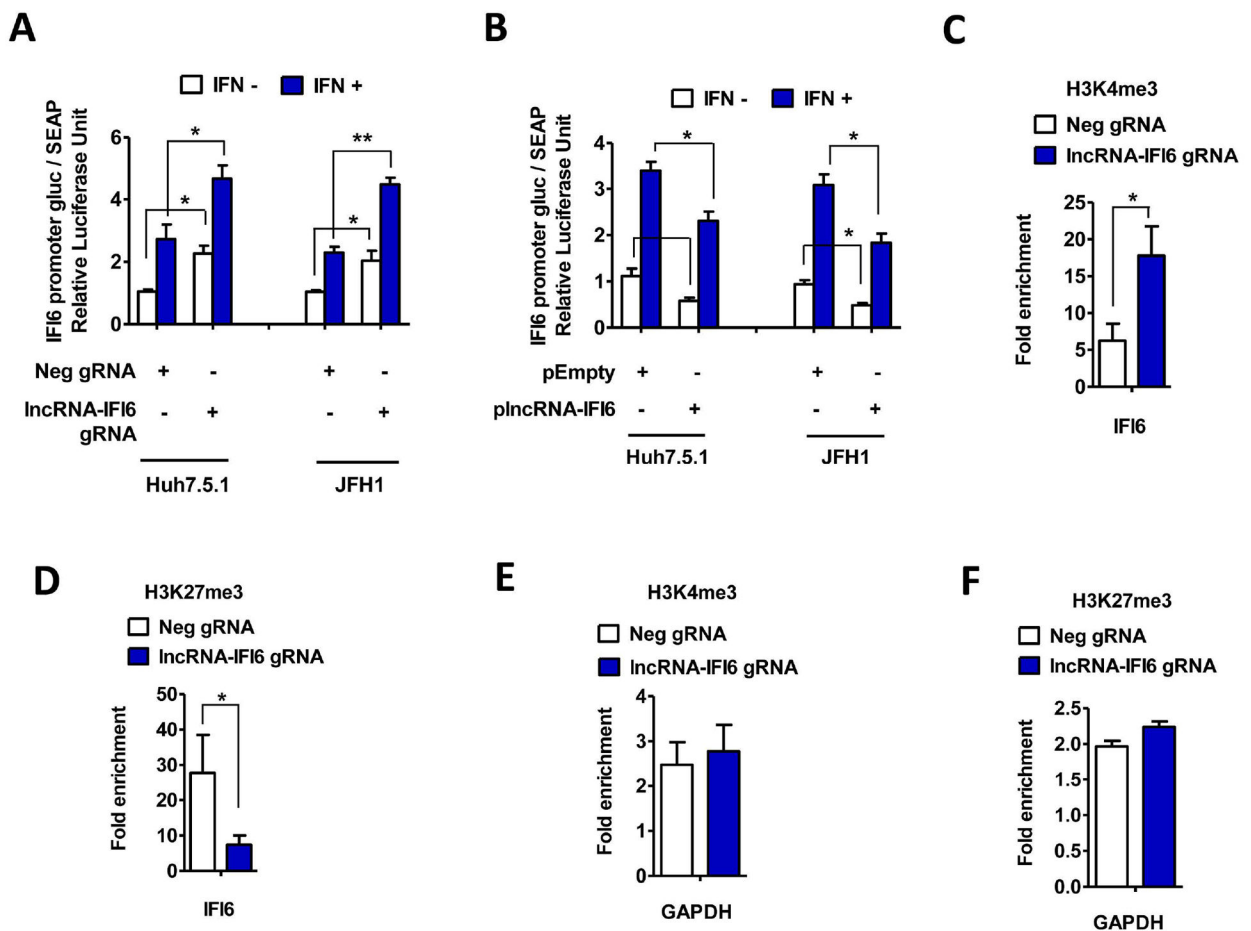 A
IFN - IFN +
IFI6 promoter gluc / SEAP
Relative Luciferase Unit
6
4
2
0
* * ** *
Neg gRNA + - + -
lncRNA-IFI6 - + - +
gRNA
Huh7.5.1 JFH1
B
IFN - IFN +
IFI6 promoter gluc / SEAP
Relative Luciferase Unit
4
3
2
1
0
* * *
pEmpty + - + -
plncRNA-IFI6 - + - +
Huh7.5.1 JFH1
C
H3K4me3
Neg gRNA
lncRNA-IFI6 gRNA
Fold enrichment
25
20
15
10
5
0
*
IFI6
D
H3K27me3
Neg gRNA
lncRNA-IFI6 gRNA
Fold enrichment
50
40
30
20
10
0
*
IFI6
E
H3K4me3
Neg gRNA
lncRNA-IFI6 gRNA
Fold enrichment
4
3
2
1
0
GAPDH
F
H3K27me3
Neg gRNA
lncRNA-IFI6 gRNA
Fold enrichment
2.5
2.0
1.5
1.0
0.5
0.0
GAPDH